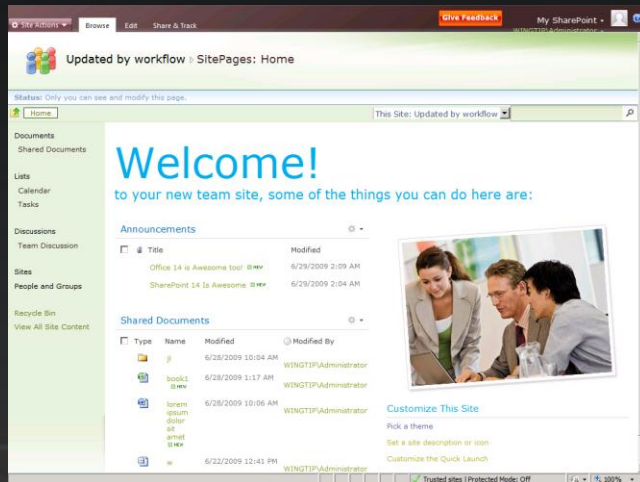 Site Actions Browse Edit Share & Track Give Feedback My SharePoint
WINGTIP\Administrator
Updated by workflow SitePages: Home
Status: Only you can see and modify this page.
Home This Site: Updated by workflow
Documents
Shared Documents
Lists
Calendar
Tasks
Discussions
Team Discussion
Sites
People and Groups
Recycle Bin
View All Site Content
Welcome!
to your new team site, some of the things you can do here are:
Announcements
Title Modified
Office 14 is Awesome too! NEW 6/29/2009 2:09 AM
SharePoint 14 Is Awesome NEW 6/29/2009 2:04 AM
Shared Documents
Type Name Modified Modified By
6/28/2009 10:04 AM WINGTIP\Administrator
book1 NEW 6/28/2009 1:17 AM WINGTIP\Administrator
lorem 6/28/2009 10:06 AM WINGTIP\Administrator
ipsum
dolor
sit
amet
NEW
w 6/22/2009 12:41 PM WINGTIP\Administrator
Customize This Site
Pick a theme
Set a site description or icon
Customize the Quick Launch
Trusted sites | Protected Mode: Off 100%